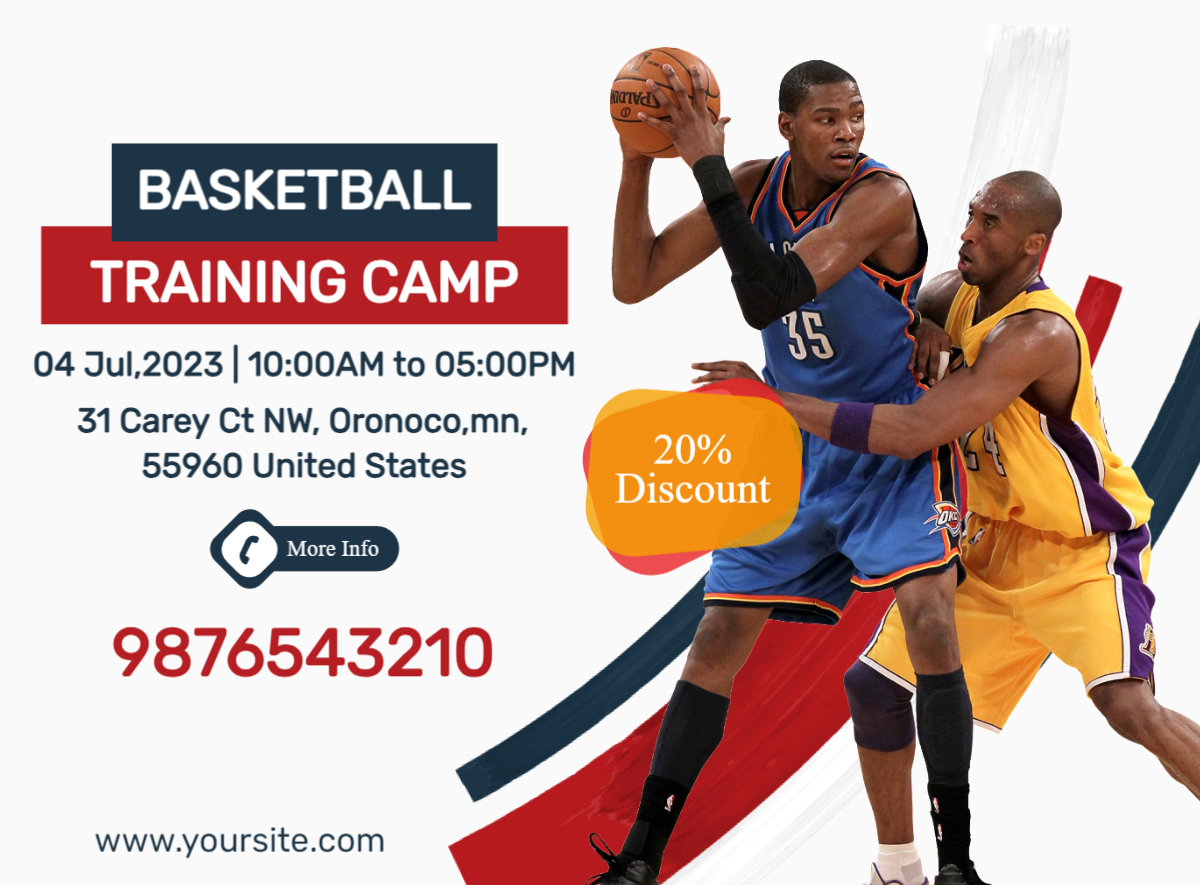 BASKETBALL
TRAINING CAMP
04 Jul,2023 | 10:00AM to 05:00PM
31 Carey Ct NW, Oronoco,mn,
55960 United States
More Info
9876543210
www.yoursite.com
20%
Discount
SPALDING
35
24
OKC